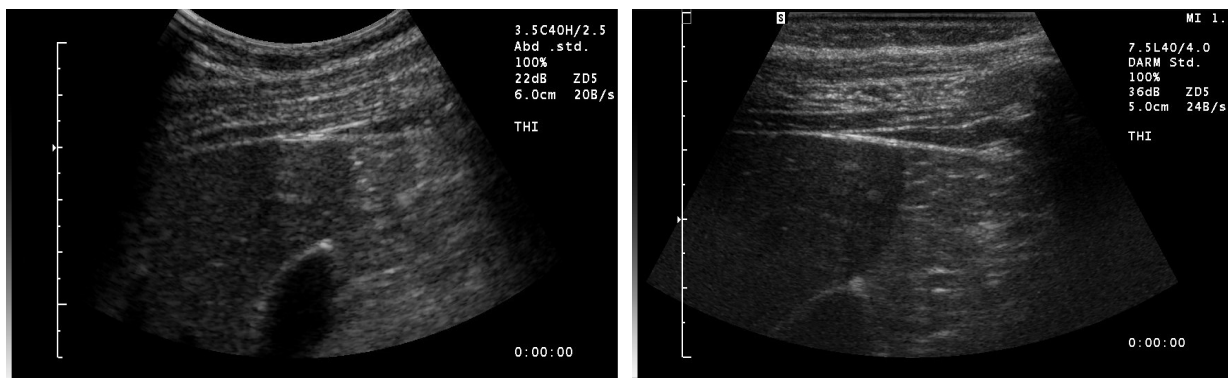 3.5C40H/2.5
Abd .std.
100%
22dB ZD5
6.0cm 20B/s
THI
0:00:00
S
MI 1.
7.5L40/4.0
DARM Std.
100%
36dB ZD5
5.0cm 24B/s
THI
0:00:00